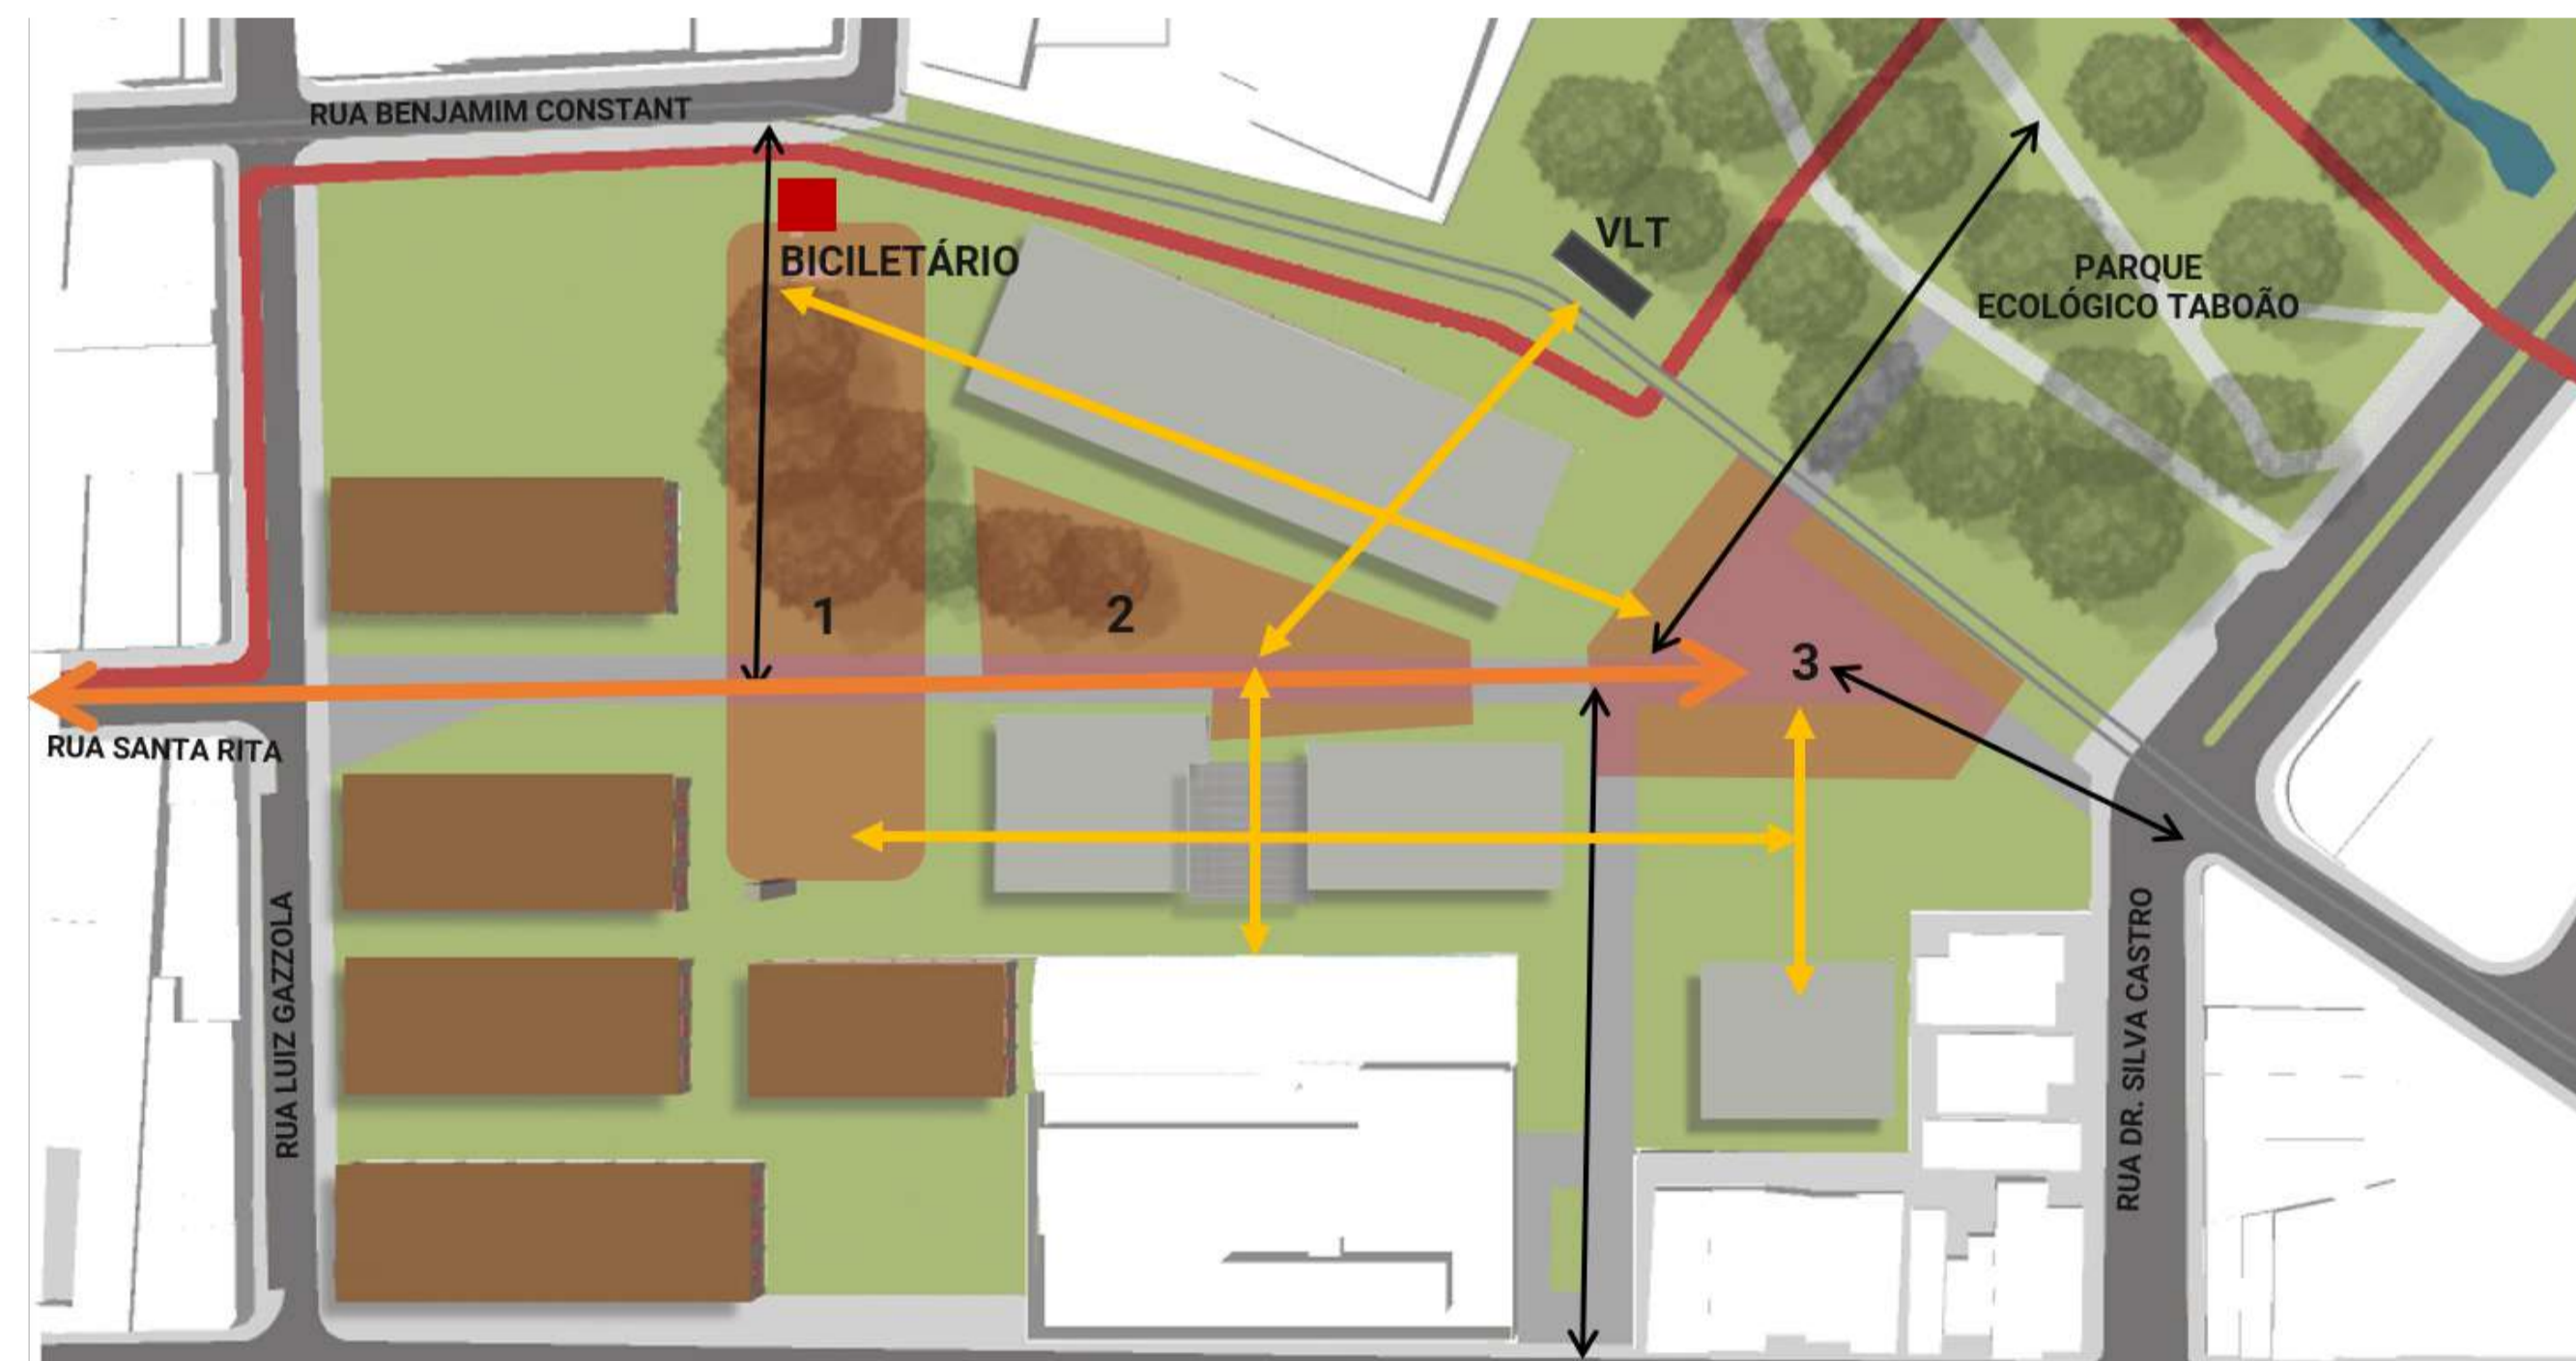 RUA BENJAMIM CONSTANT
VLT
BICILETÁRIO
PARQUE
ECOLÓGICO TABOÃO
1
2
3
RUA SANTA RITA
RUA LUIZ GAZZOLA
RUA DR. SILVA CASTRO